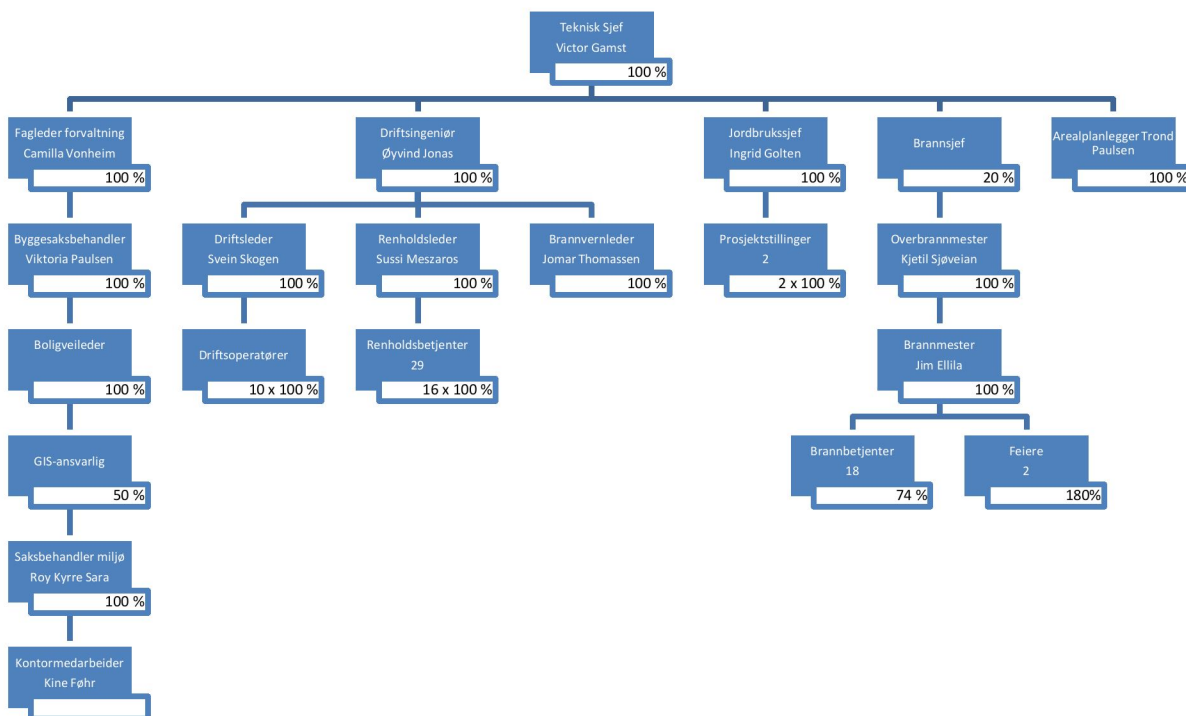 Teknisk Sjef
Victor Gamst
100 %
Fagleder forvaltning
Camilla Vonheim
100 %
Driftsingeniør
Øyvind Jonas
100 %
Jordbrukssjef
Ingrid Golten
100 %
Brannsjef
20 %
Arealplanlegger Trond
Paulsen
100 %
Byggesaksbehandler
Viktoria Paulsen
100 %
Driftsleder
Svein Skogen
100 %
Renholdsleder
Sussi Meszaros
100 %
Brannvernleder
Jomar Thomassen
100 %
Prosjektstillinger
2
2 x 100 %
Overbrannmester
Kjetil Sjøveian
100 %
Boligveileder
100 %
Driftsoperatører
10 x 100 %
Renholdsbetjenter
29
16 x 100 %
Brannmester
Jim Ellila
100 %
GIS-ansvarlig
50 %
Brannbetjenter
18
74 %
Feiere
2
180%
Saksbehandler miljø
Roy Kyrre Sara
100 %
Kontormedarbeider
Kine Føhr